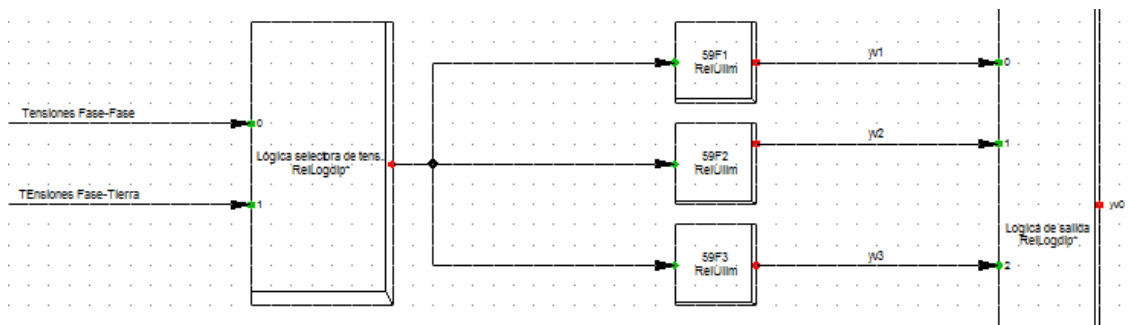 Tensiones Fase-Fase
0
TEnsiones Fase-Tierra
1
Lógica selectora de tens..
RelLogdip*
59F1
RelUlim
yv1
0
59F2
RelUlim
yv2
1
59F3
RelUlim
yv3
2
Logica de salida
RelLogdip*
yv0